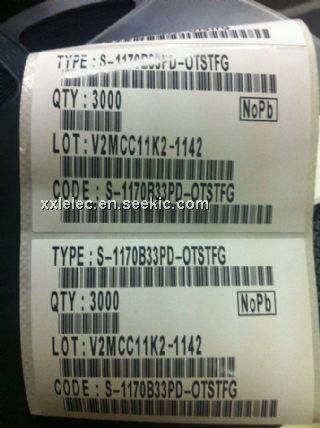 TYPE : S-1170B33PD-OTSTFG
QTY : 3000
NoPb
LOT : V2MCC11K2-1142
CODE : S-1170B33PD-OTSTFG
xxlelec.seekic.com
TYPE : S-1170B33PD-OTSTFG
QTY : 3000
NoPb
LOT : V2MCC11K2-1142
CODE : S-1170B33PD-OTSTFG